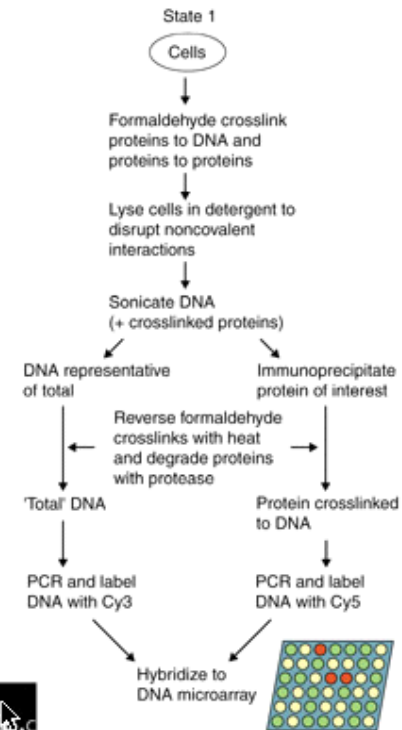 State 1
Cells
Formaldehyde crosslink
proteins to DNA and
proteins to proteins
Lyse cells in detergent to
disrupt noncovalent
interactions
Sonicate DNA
(+ crosslinked proteins)
DNA representative
of total
Immunoprecipitate
protein of interest
Reverse formaldehyde
crosslinks with heat
and degrade proteins
with protease
'Total' DNA
Protein crosslinked
to DNA
PCR and label
DNA with Cy3
PCR and label
DNA with Cy5
Hybridize to
DNA microarray